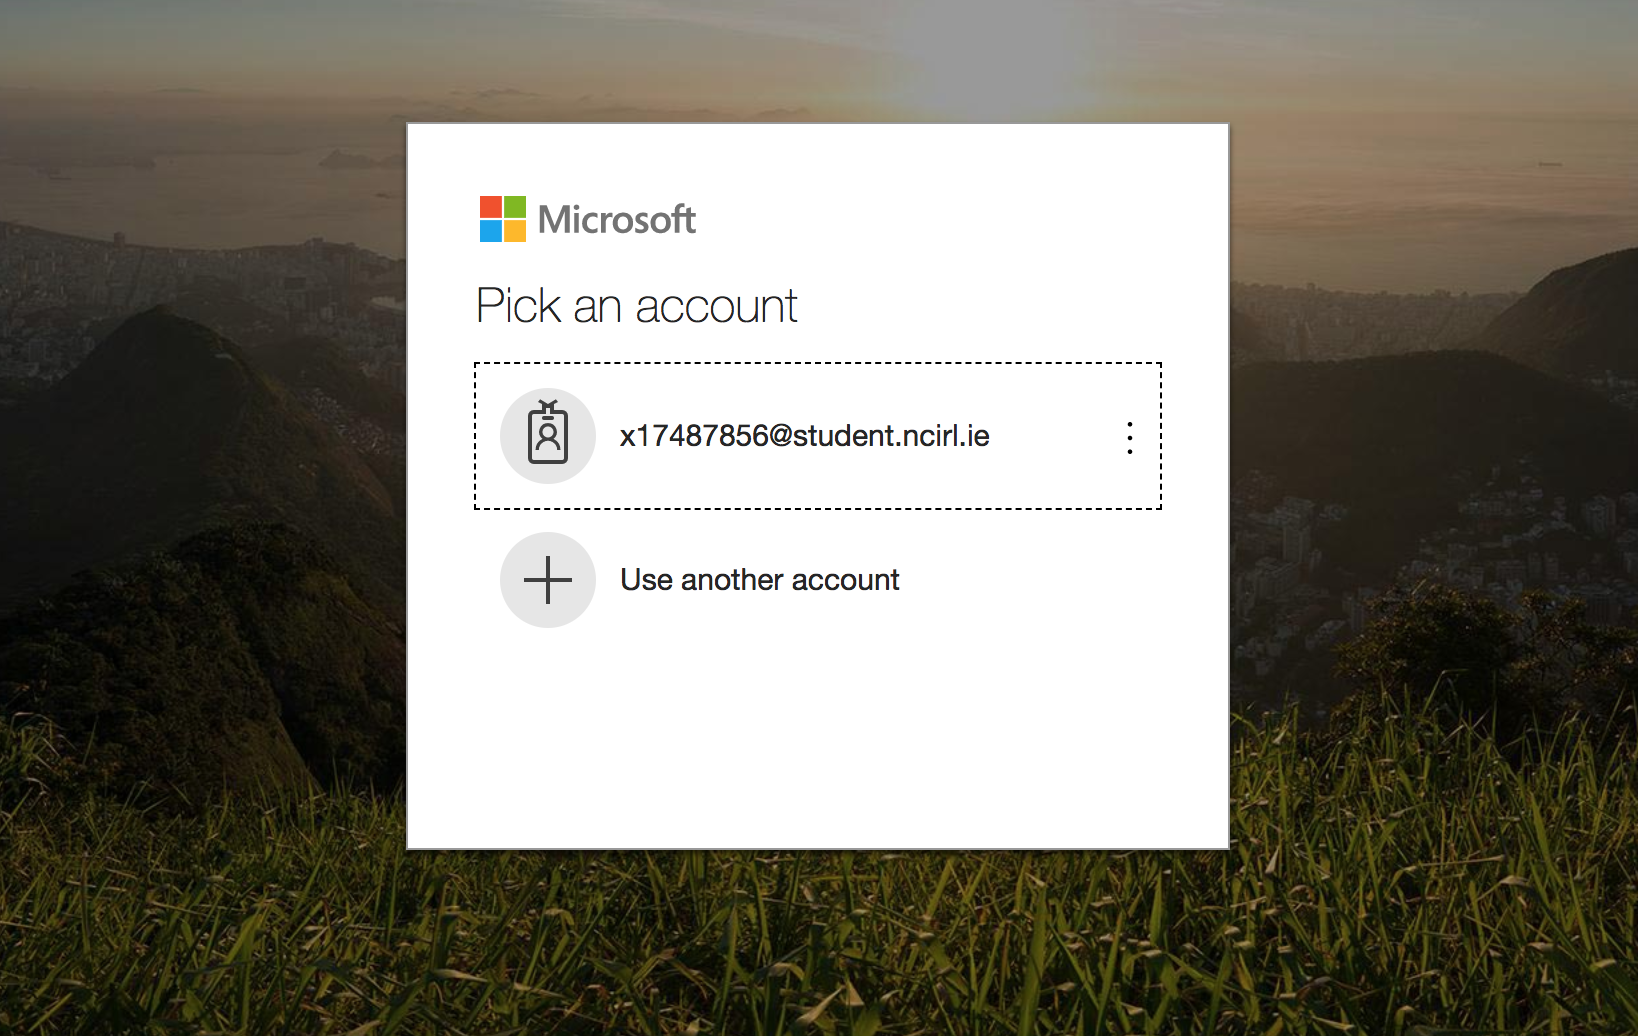 Microsoft
Pick an account
x17487856@student.ncirl.ie
Use another account